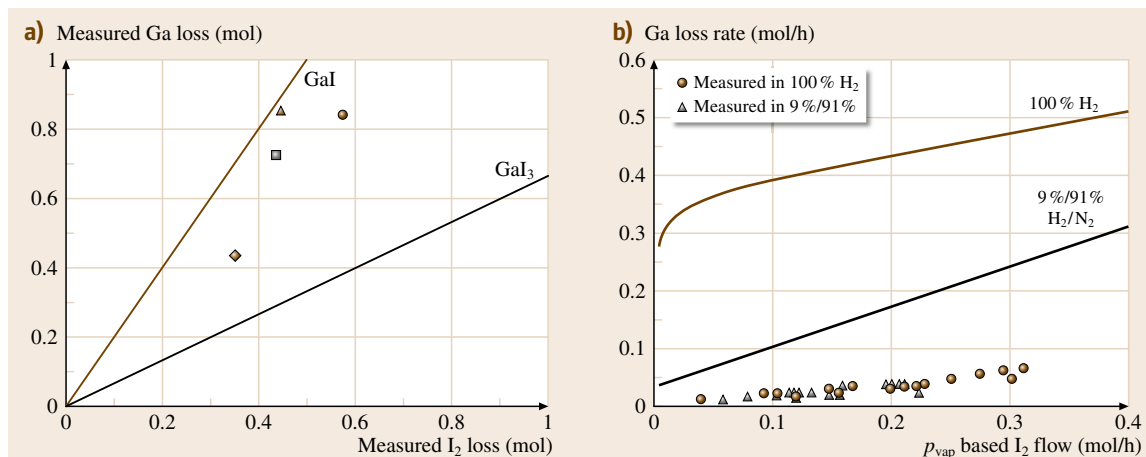 a) Measured Ga loss (mol)
1
0.8
0.6
0.4
0.2
0
0 0.2 0.4 0.6 0.8 1
Measured I₂ loss (mol)
GaI
GaI₃
b) Ga loss rate (mol/h)
0.6
0.5
0.4
0.3
0.2
0.1
0
0 0.1 0.2 0.3 0.4
p_vap based I₂ flow (mol/h)
Measured in 100 % H₂
Measured in 9 %/91 %
100 % H₂
9 %/91 %
H₂/N₂